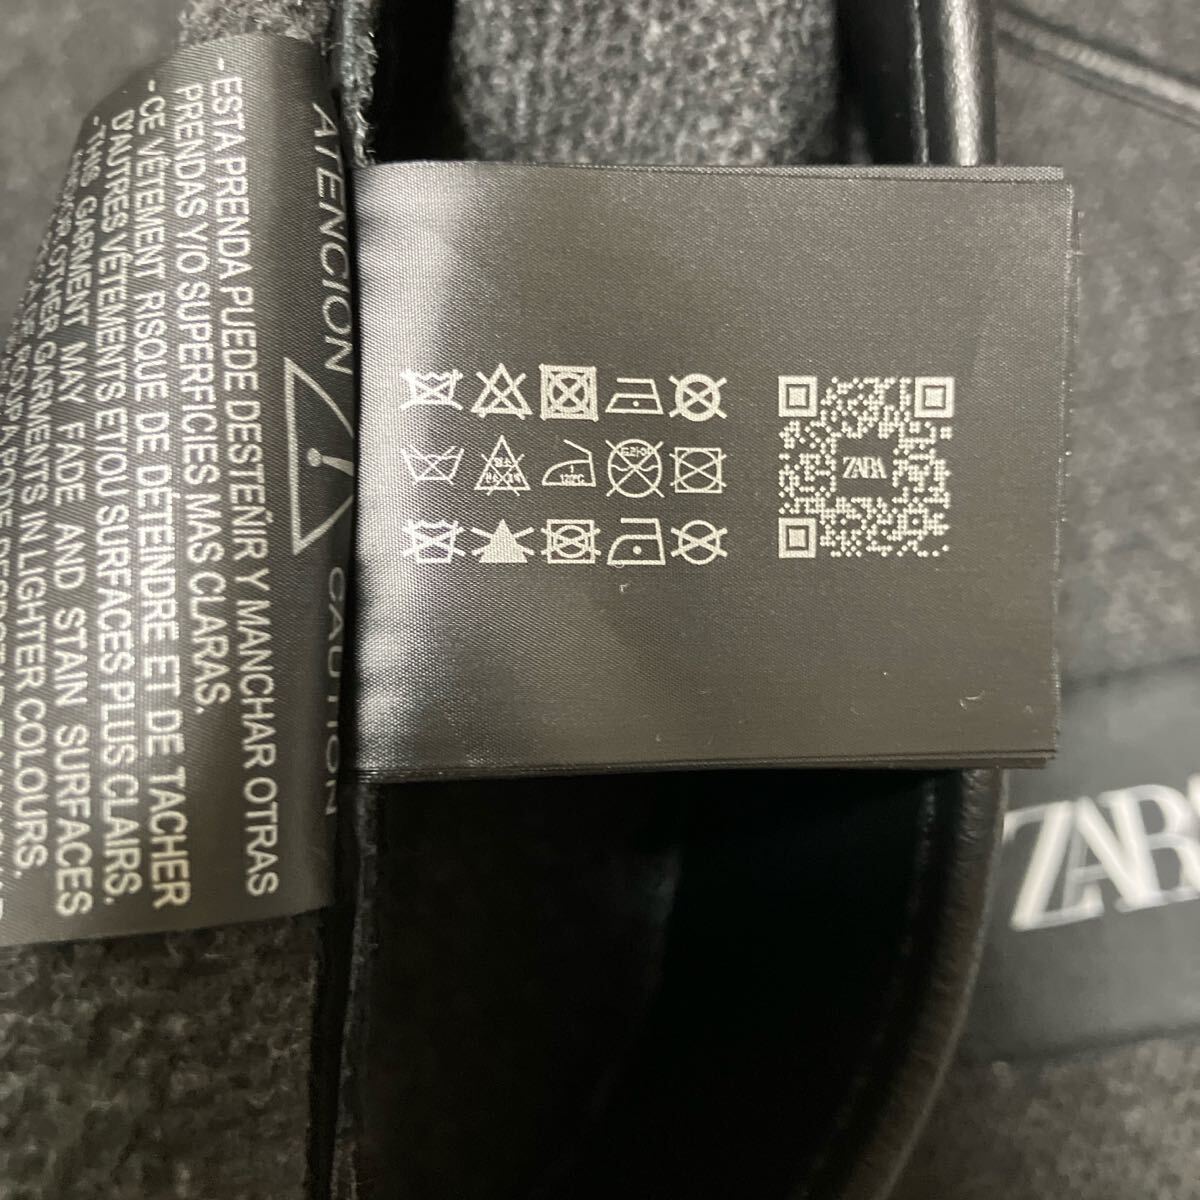 ATENCION
CAUTION
-ESTA PRENDA PUEDE DESTEÑIR Y MANCHAR OTRAS
PRENDAS Y/O SUPERFICIES MAS CLARAS.
-CE VÊTEMENT RISQUE DE DÉTEINDRE ET DE TACHER
D'AUTRES VÊTEMENTS ET\OU SURFACES PLUS CLAIRS.
-THIS GARMENT MAY FADE AND STAIN SURFACES
OTHER GARMENTS IN LIGHTER COLOURS.
ZARA
ZAR